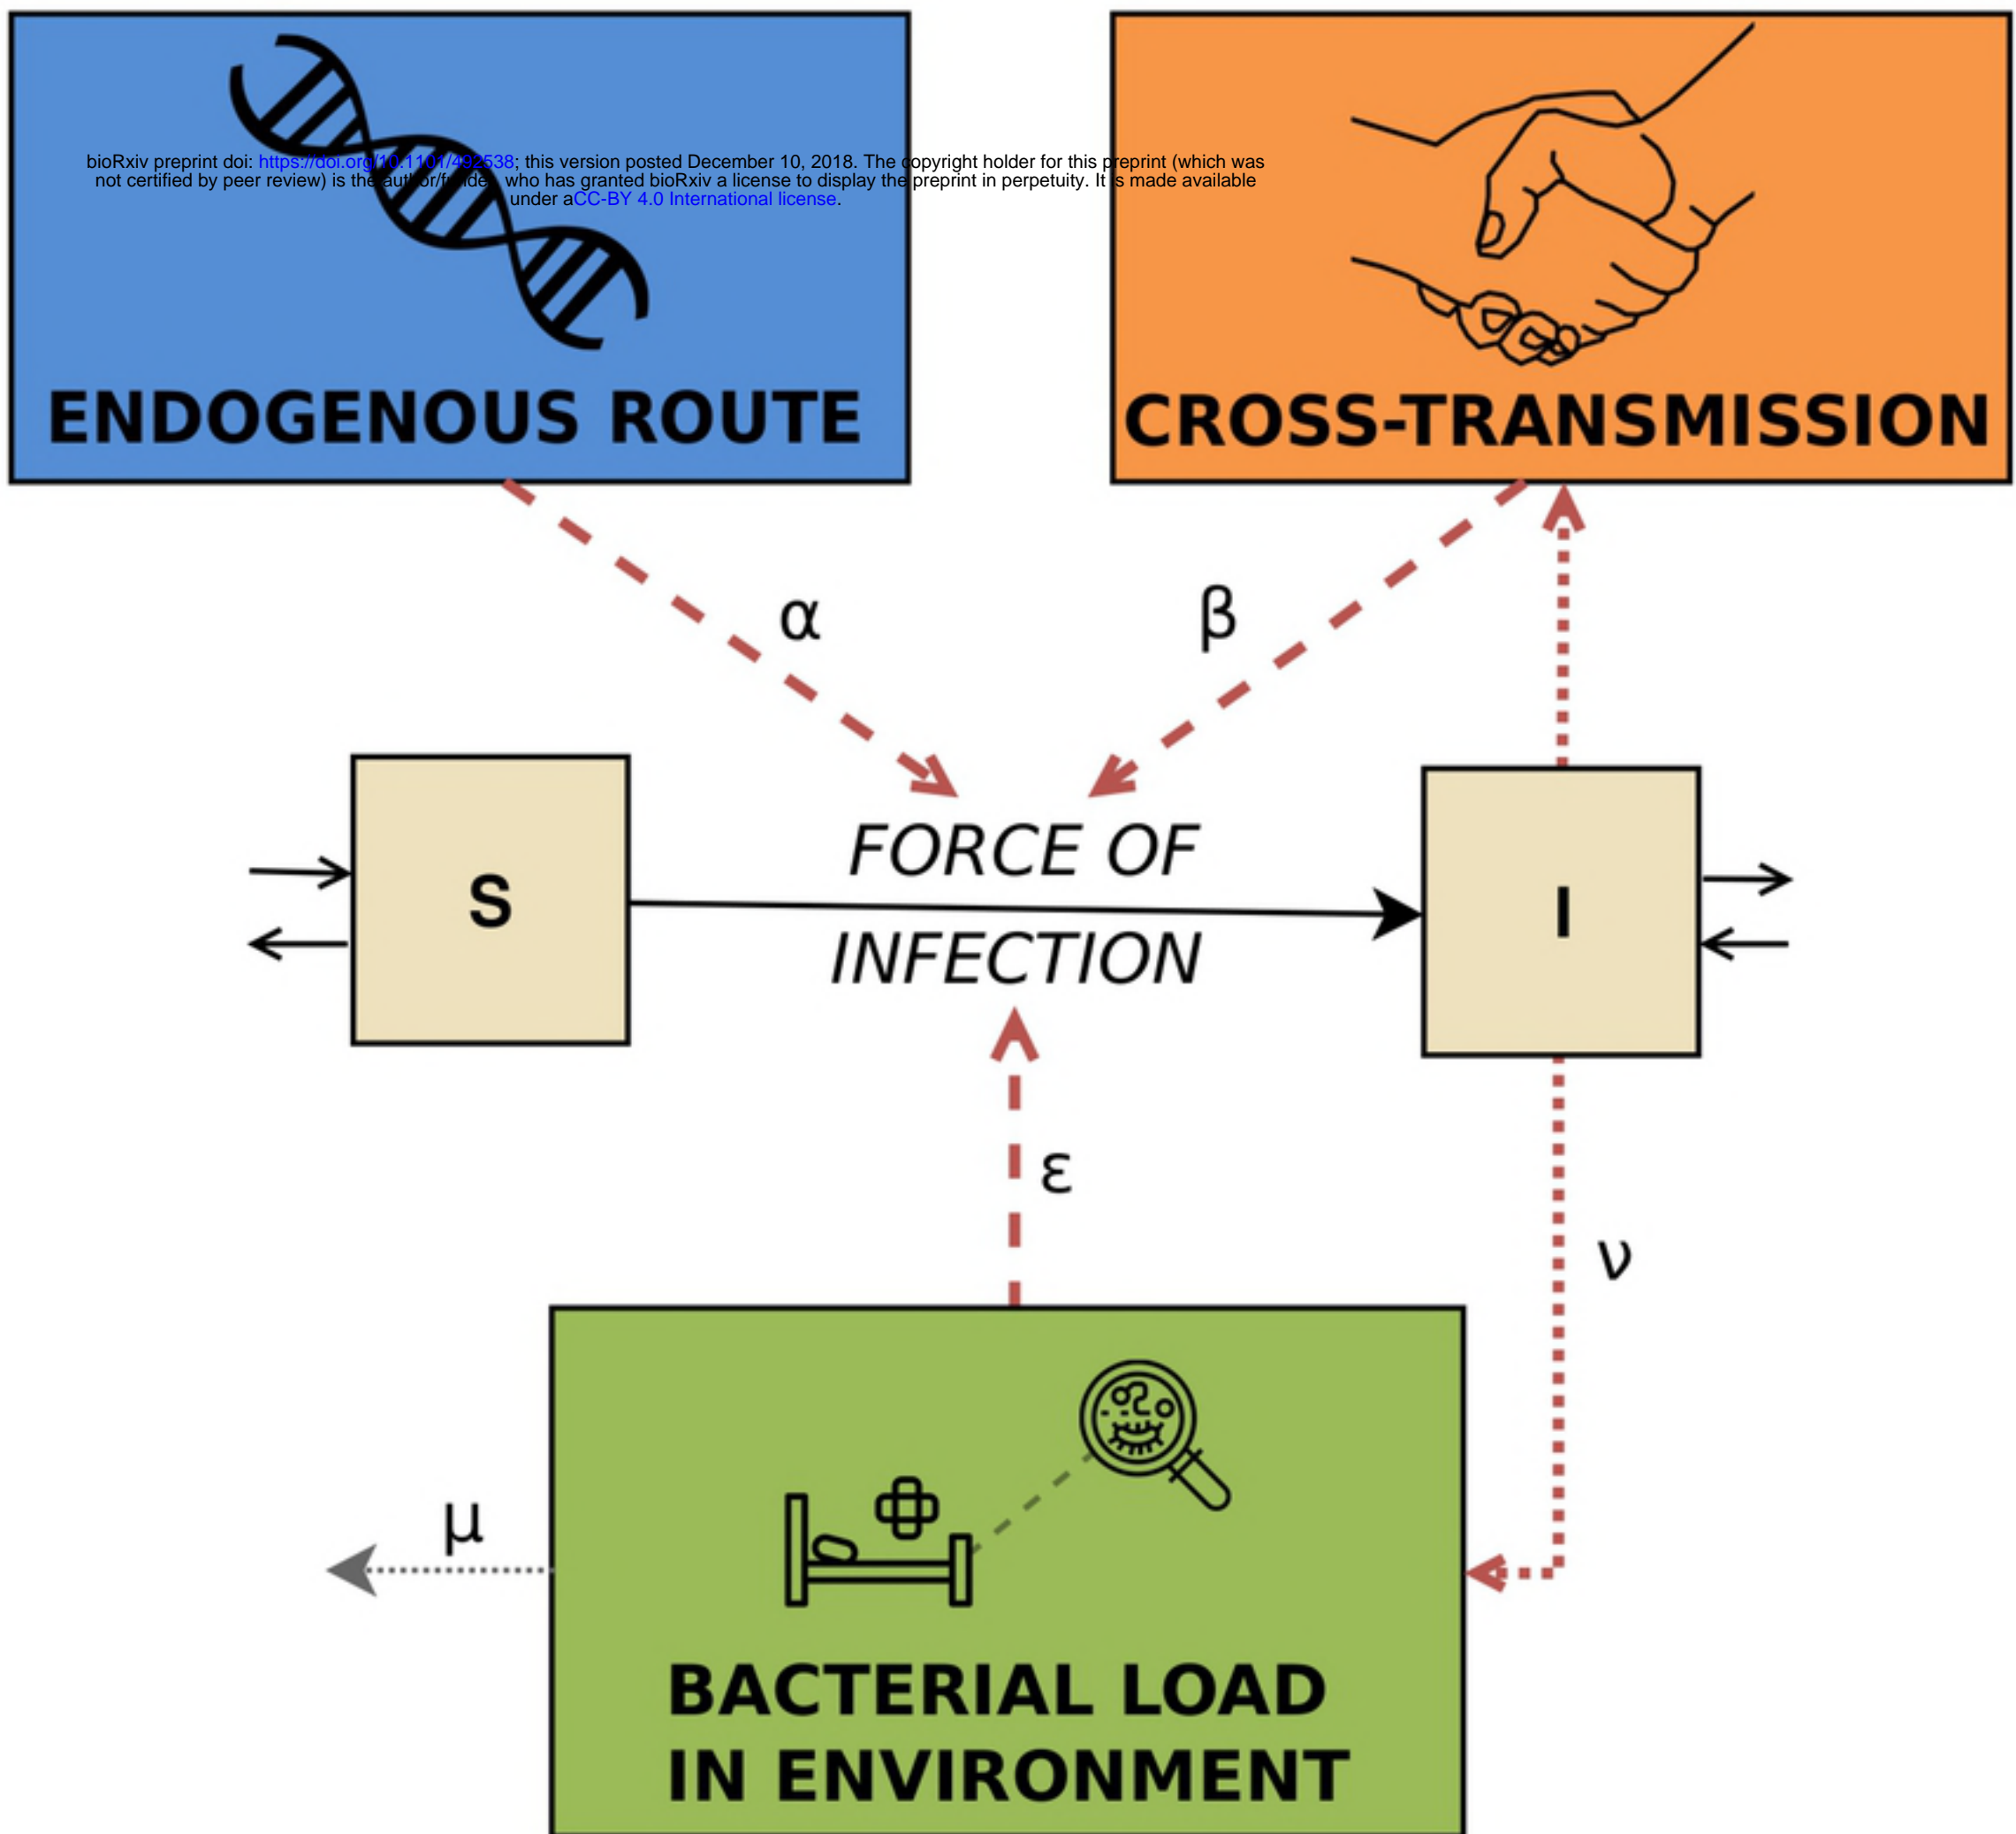 bioRxiv preprint doi: https://doi.org/10.1101/492538; this version posted December 10, 2018. The copyright holder for this preprint (which was
not certified by peer review) is the author/funder, who has granted bioRxiv a license to display the preprint in perpetuity. It is made available
under aCC-BY 4.0 International license.
ENDOGENOUS ROUTE
CROSS-TRANSMISSION
α
β
S
FORCE OF
INFECTION
I
ε
ν
μ
BACTERIAL LOAD
IN ENVIRONMENT